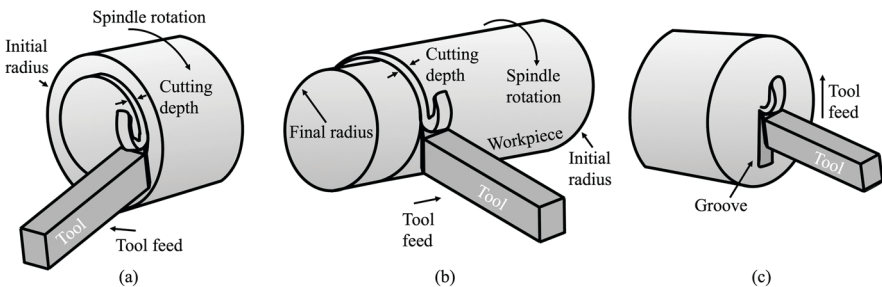 Spindle rotation
Initial
radius
Cutting
depth
Tool
Tool feed
(a)
Cutting
depth
Spindle
rotation
Final radius
Workpiece
Initial
radius
Tool
Tool
feed
(b)
Tool
feed
Tool
Groove
(c)